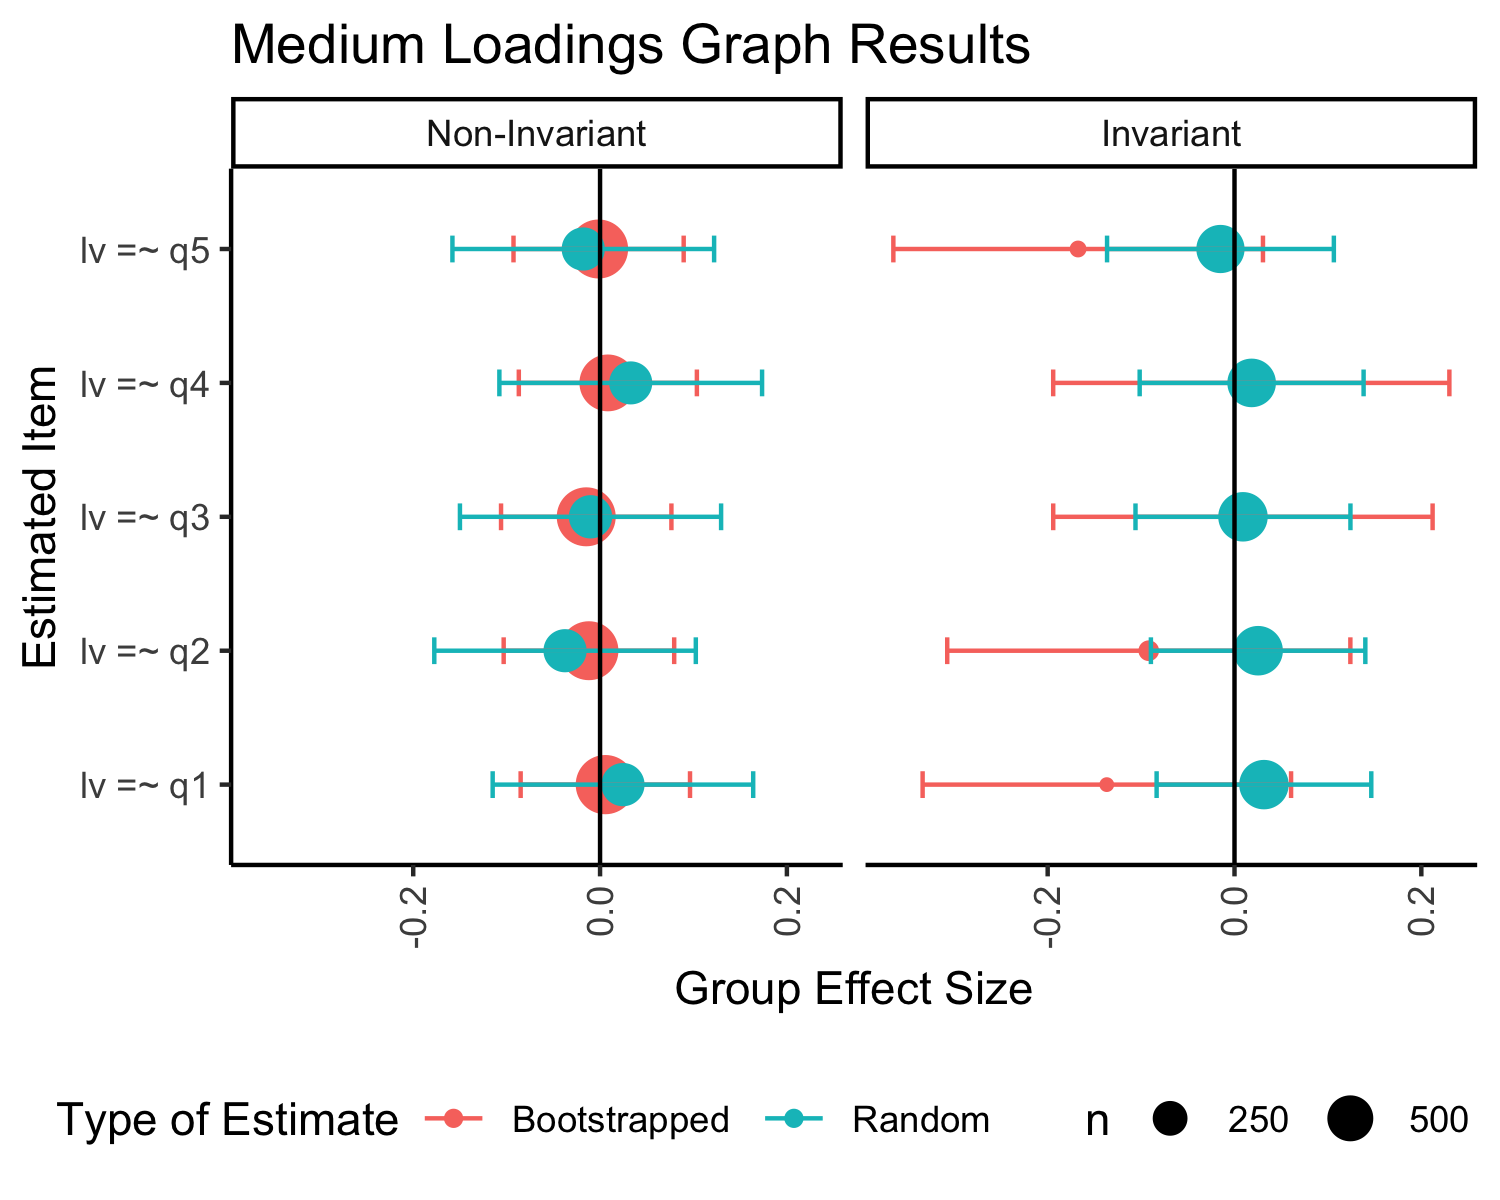 Medium Loadings Graph Results
Non-Invariant
Invariant
Estimated Item
lv =~ q5
lv =~ q4
lv =~ q3
lv =~ q2
lv =~ q1
-0.2 0.0 0.2
-0.2 0.0 0.2
Group Effect Size
Type of Estimate Bootstrapped Random n 250 500